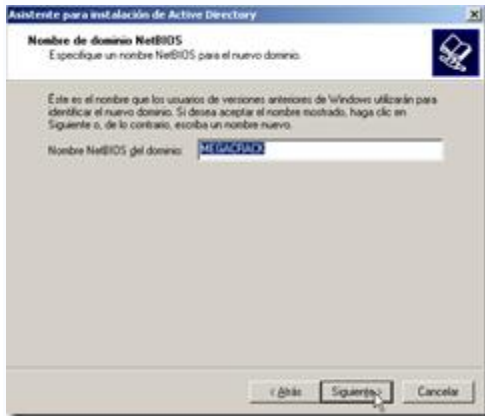 Asistente para instalación de Active Directory
Nombre de dominio NetBIOS
Especifique un nombre NetBIOS para el nuevo dominio.
Éste es el nombre que los usuarios de versiones anteriores de Windows utilizarán para
identificar el nuevo dominio. Si desea aceptar el nombre mostrado, haga clic en
Siguiente o, de lo contrario, escriba un nombre nuevo.
Nombre NetBIOS del dominio: MEGACRACK
< Atrás Siguiente > Cancelar